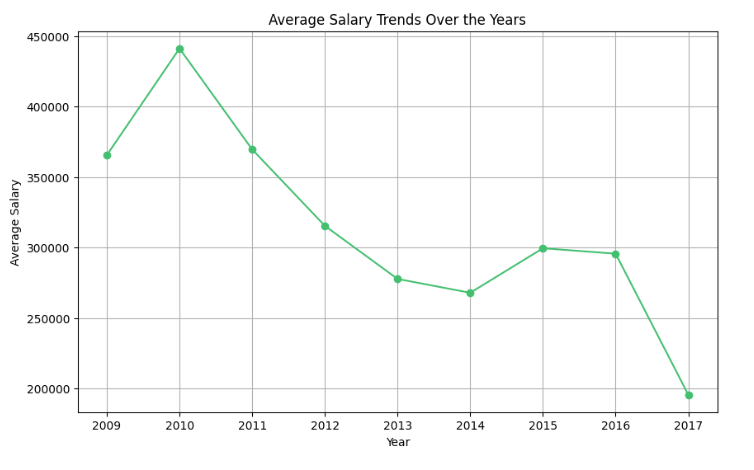 Average Salary Trends Over the Years
450000
400000
350000
300000
250000
200000
Average Salary
2009 2010 2011 2012 2013 2014 2015 2016 2017
Year